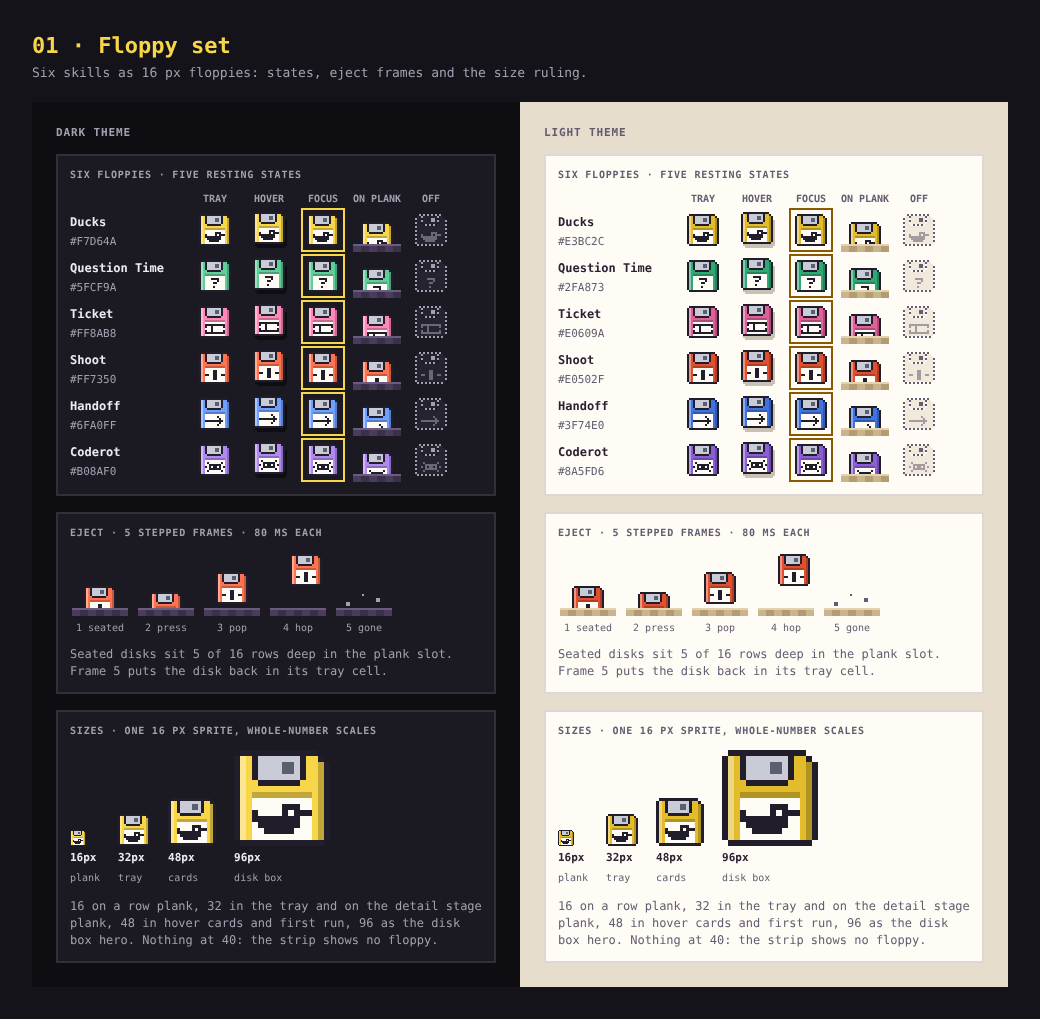 01 · Floppy set
Six skills as 16 px floppies: states, eject frames and the size ruling.
DARK THEME
SIX FLOPPIES · FIVE RESTING STATES
TRAY HOVER FOCUS ON PLANK OFF
Ducks
#F7D64A
Question Time
#5FCF9A
Ticket
#FF8AB8
Shoot
#FF7350
Handoff
#6FA0FF
Coderot
#B08AF0
EJECT · 5 STEPPED FRAMES · 80 MS EACH
1 seated 2 press 3 pop 4 hop 5 gone
Seated disks sit 5 of 16 rows deep in the plank slot.
Frame 5 puts the disk back in its tray cell.
SIZES · ONE 16 PX SPRITE, WHOLE-NUMBER SCALES
16px 32px 48px 96px
plank tray cards disk box
16 on a row plank, 32 in the tray and on the detail stage
plank, 48 in hover cards and first run, 96 as the disk
box hero. Nothing at 40: the strip shows no floppy.
LIGHT THEME
SIX FLOPPIES · FIVE RESTING STATES
TRAY HOVER FOCUS ON PLANK OFF
Ducks
#E3BC2C
Question Time
#2FA873
Ticket
#E0609A
Shoot
#E0502F
Handoff
#3F74E0
Coderot
#8A5FD6
EJECT · 5 STEPPED FRAMES · 80 MS EACH
1 seated 2 press 3 pop 4 hop 5 gone
Seated disks sit 5 of 16 rows deep in the plank slot.
Frame 5 puts the disk back in its tray cell.
SIZES · ONE 16 PX SPRITE, WHOLE-NUMBER SCALES
16px 32px 48px 96px
plank tray cards disk box
16 on a row plank, 32 in the tray and on the detail stage
plank, 48 in hover cards and first run, 96 as the disk
box hero. Nothing at 40: the strip shows no floppy.